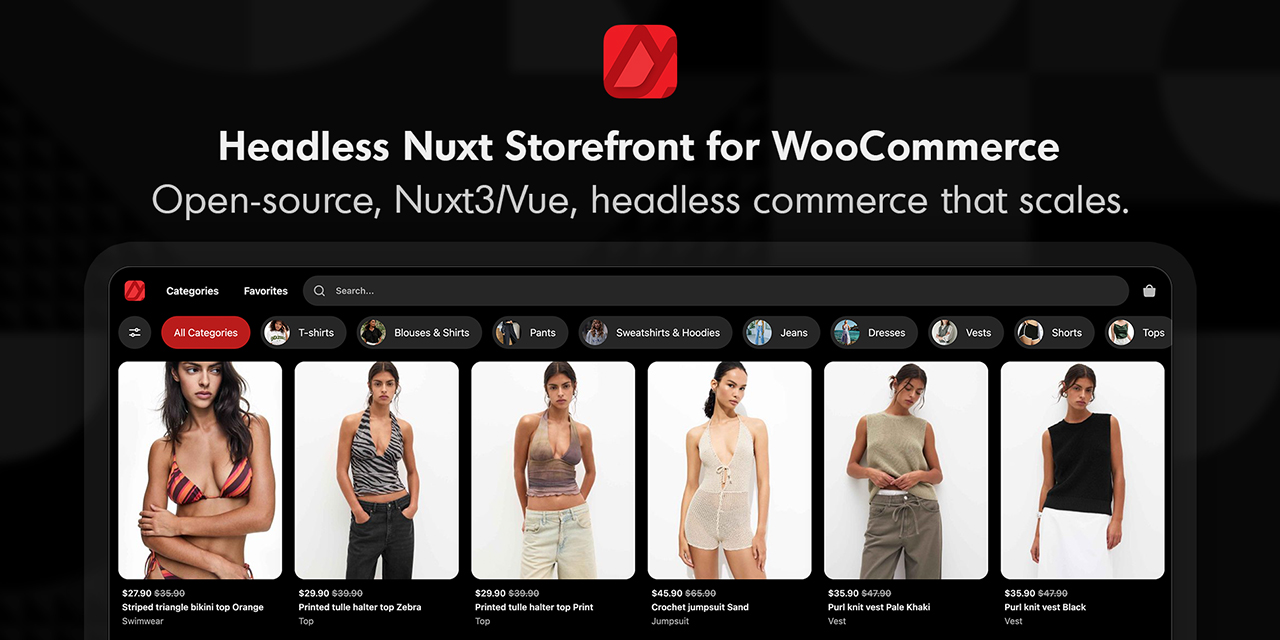 Headless Nuxt Storefront for WooCommerce
Open-source, Nuxt3/Vue, headless commerce that scales.
Categories Favorites Search...
All Categories T-shirts Blouses & Shirts Pants Sweatshirts & Hoodies Jeans Dresses Vests Shorts Tops
$27.90 $35.90
Striped triangle bikini top Orange
Swimwear
$29.90 $39.90
Printed tulle halter top Zebra
Top
$29.90 $39.90
Printed tulle halter top Print
Top
$45.90 $65.90
Crochet jumpsuit Sand
Jumpsuit
$35.90 $47.90
Purl knit vest Pale Khaki
Vest
$35.90 $47.90
Purl knit vest Black
Vest